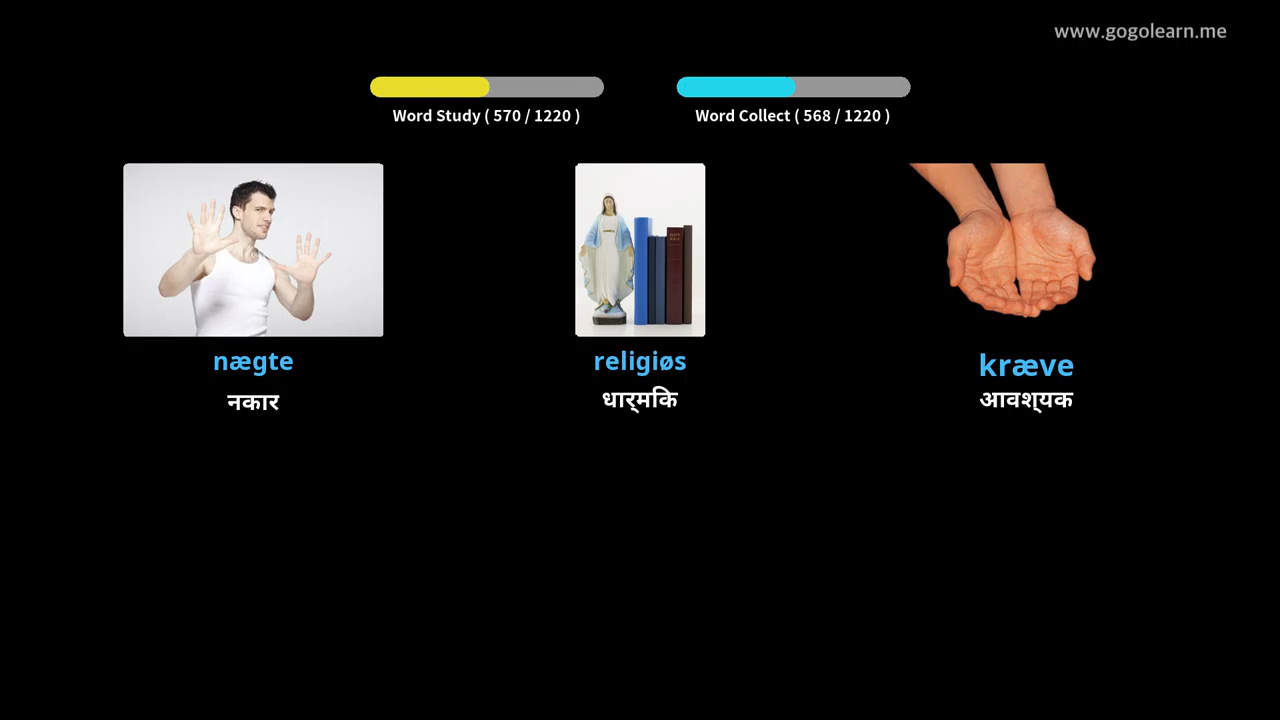 www.gogolearn.me
Word Study ( 570 / 1220 )
Word Collect ( 568 / 1220 )
nægte
religiøs
kræve
नकार
धार्मकि
आवश्यक